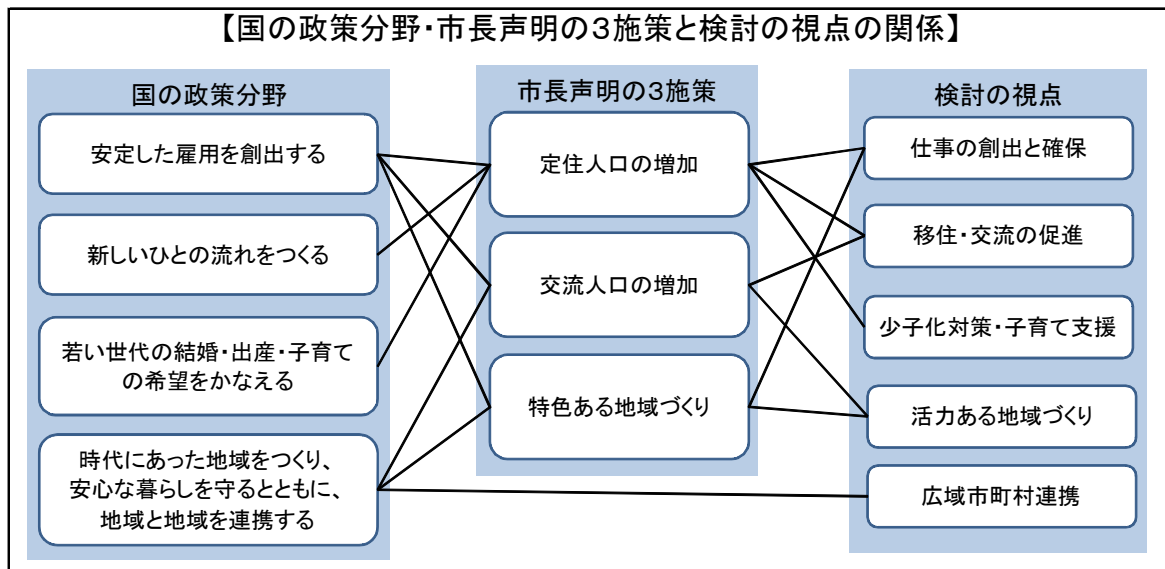 【国の政策分野・市長声明の3施策と検討の視点の関係】
国の政策分野
安定した雇用を創出する
新しいひとの流れをつくる
若い世代の結婚・出産・子育て
の希望をかなえる
時代にあった地域をつくり、
安心な暮らしを守るとともに、
地域と地域を連携する
市長声明の3施策
定住人口の増加
交流人口の増加
特色ある地域づくり
検討の視点
仕事の創出と確保
移住・交流の促進
少子化対策・子育て支援
活力ある地域づくり
広域市町村連携